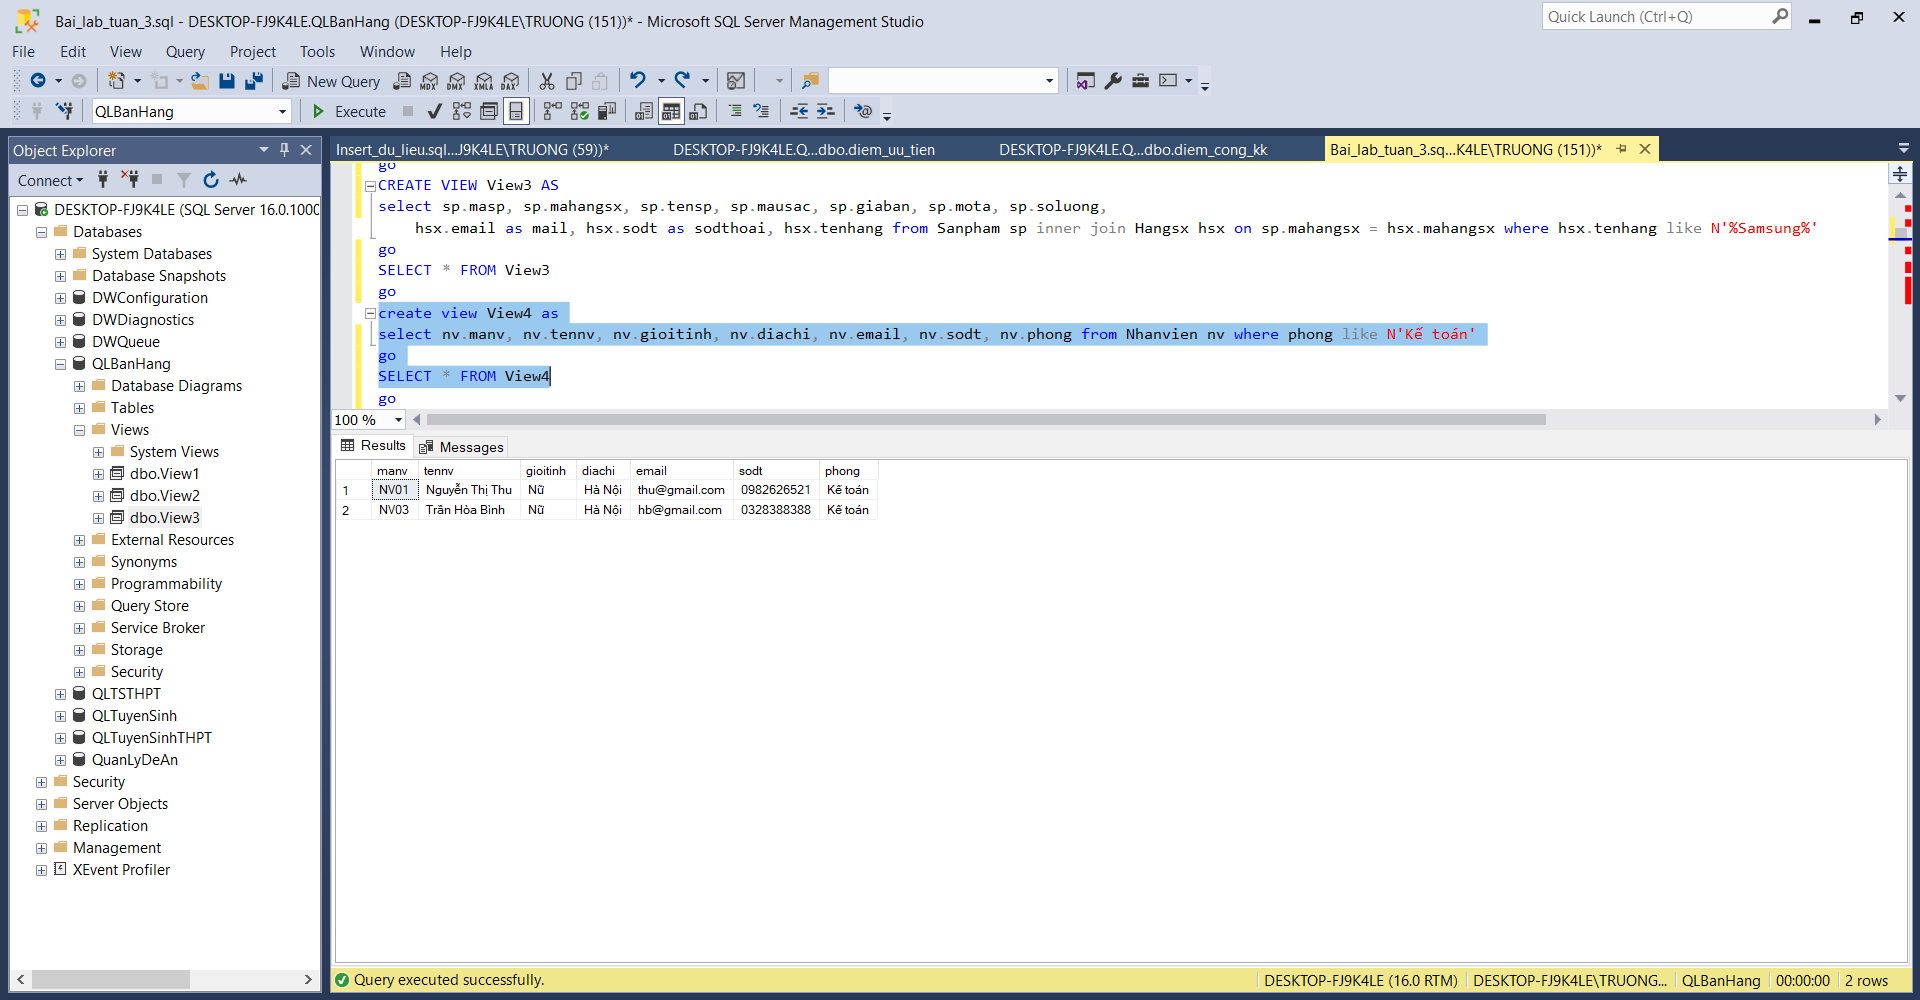 Bai_lab_tuan_3.sql - DESKTOP-FJ9K4LE.QLBanHang (DESKTOP-FJ9K4LE\TRUONG (151))* - Microsoft SQL Server Management Studio
Quick Launch (Ctrl+Q)
File Edit View Query Project Tools Window Help
New Query MDX DMX XMLA DAX
QLBanHang Execute
Object Explorer
Connect
DESKTOP-FJ9K4LE (SQL Server 16.0.100
Databases
System Databases
Database Snapshots
DWConfiguration
DWDiagnostics
DWQueue
QLBanHang
Database Diagrams
Tables
Views
System Views
dbo.View1
dbo.View2
dbo.View3
External Resources
Synonyms
Programmability
Query Store
Service Broker
Storage
Security
QLTSTHPT
QLTuyenSinh
QLTuyenSinhTHPT
QuanLyDeAn
Security
Server Objects
Replication
Management
XEvent Profiler
Insert_du_lieu.sql...J9K4LE\TRUONG (59))* DESKTOP-FJ9K4LE.Q...dbo.diem_uu_tien DESKTOP-FJ9K4LE.Q...dbo.diem_cong_kk Bai_lab_tuan_3.sq...K4LE\TRUONG (151))*
go
CREATE VIEW View3 AS
select sp.masp, sp.mahangsx, sp.tensp, sp.mausac, sp.giaban, sp.mota, sp.soluong,
hsx.email as mail, hsx.sodt as sodthoai, hsx.tenhang from Sanpham sp inner join Hangsx hsx on sp.mahangsx = hsx.mahangsx where hsx.tenhang like N'%Samsung%'
go
SELECT * FROM View3
go
create view View4 as
select nv.manv, nv.tennv, nv.gioitinh, nv.diachi, nv.email, nv.sodt, nv.phong from Nhanvien nv where phong like N'Kế toán'
go
SELECT * FROM View4
go
100 %
Results Messages
manv tennv gioitinh diachi email sodt phong
1 NV01 Nguyễn Thị Thu Nữ Hà Nội thu@gmail.com 0982626521 Kế toán
2 NV03 Trần Hòa Bình Nữ Hà Nội hb@gmail.com 0328388388 Kế toán
Query executed successfully. DESKTOP-FJ9K4LE (16.0 RTM) DESKTOP-FJ9K4LE\TRUONG... QLBanHang 00:00:00 2 rows